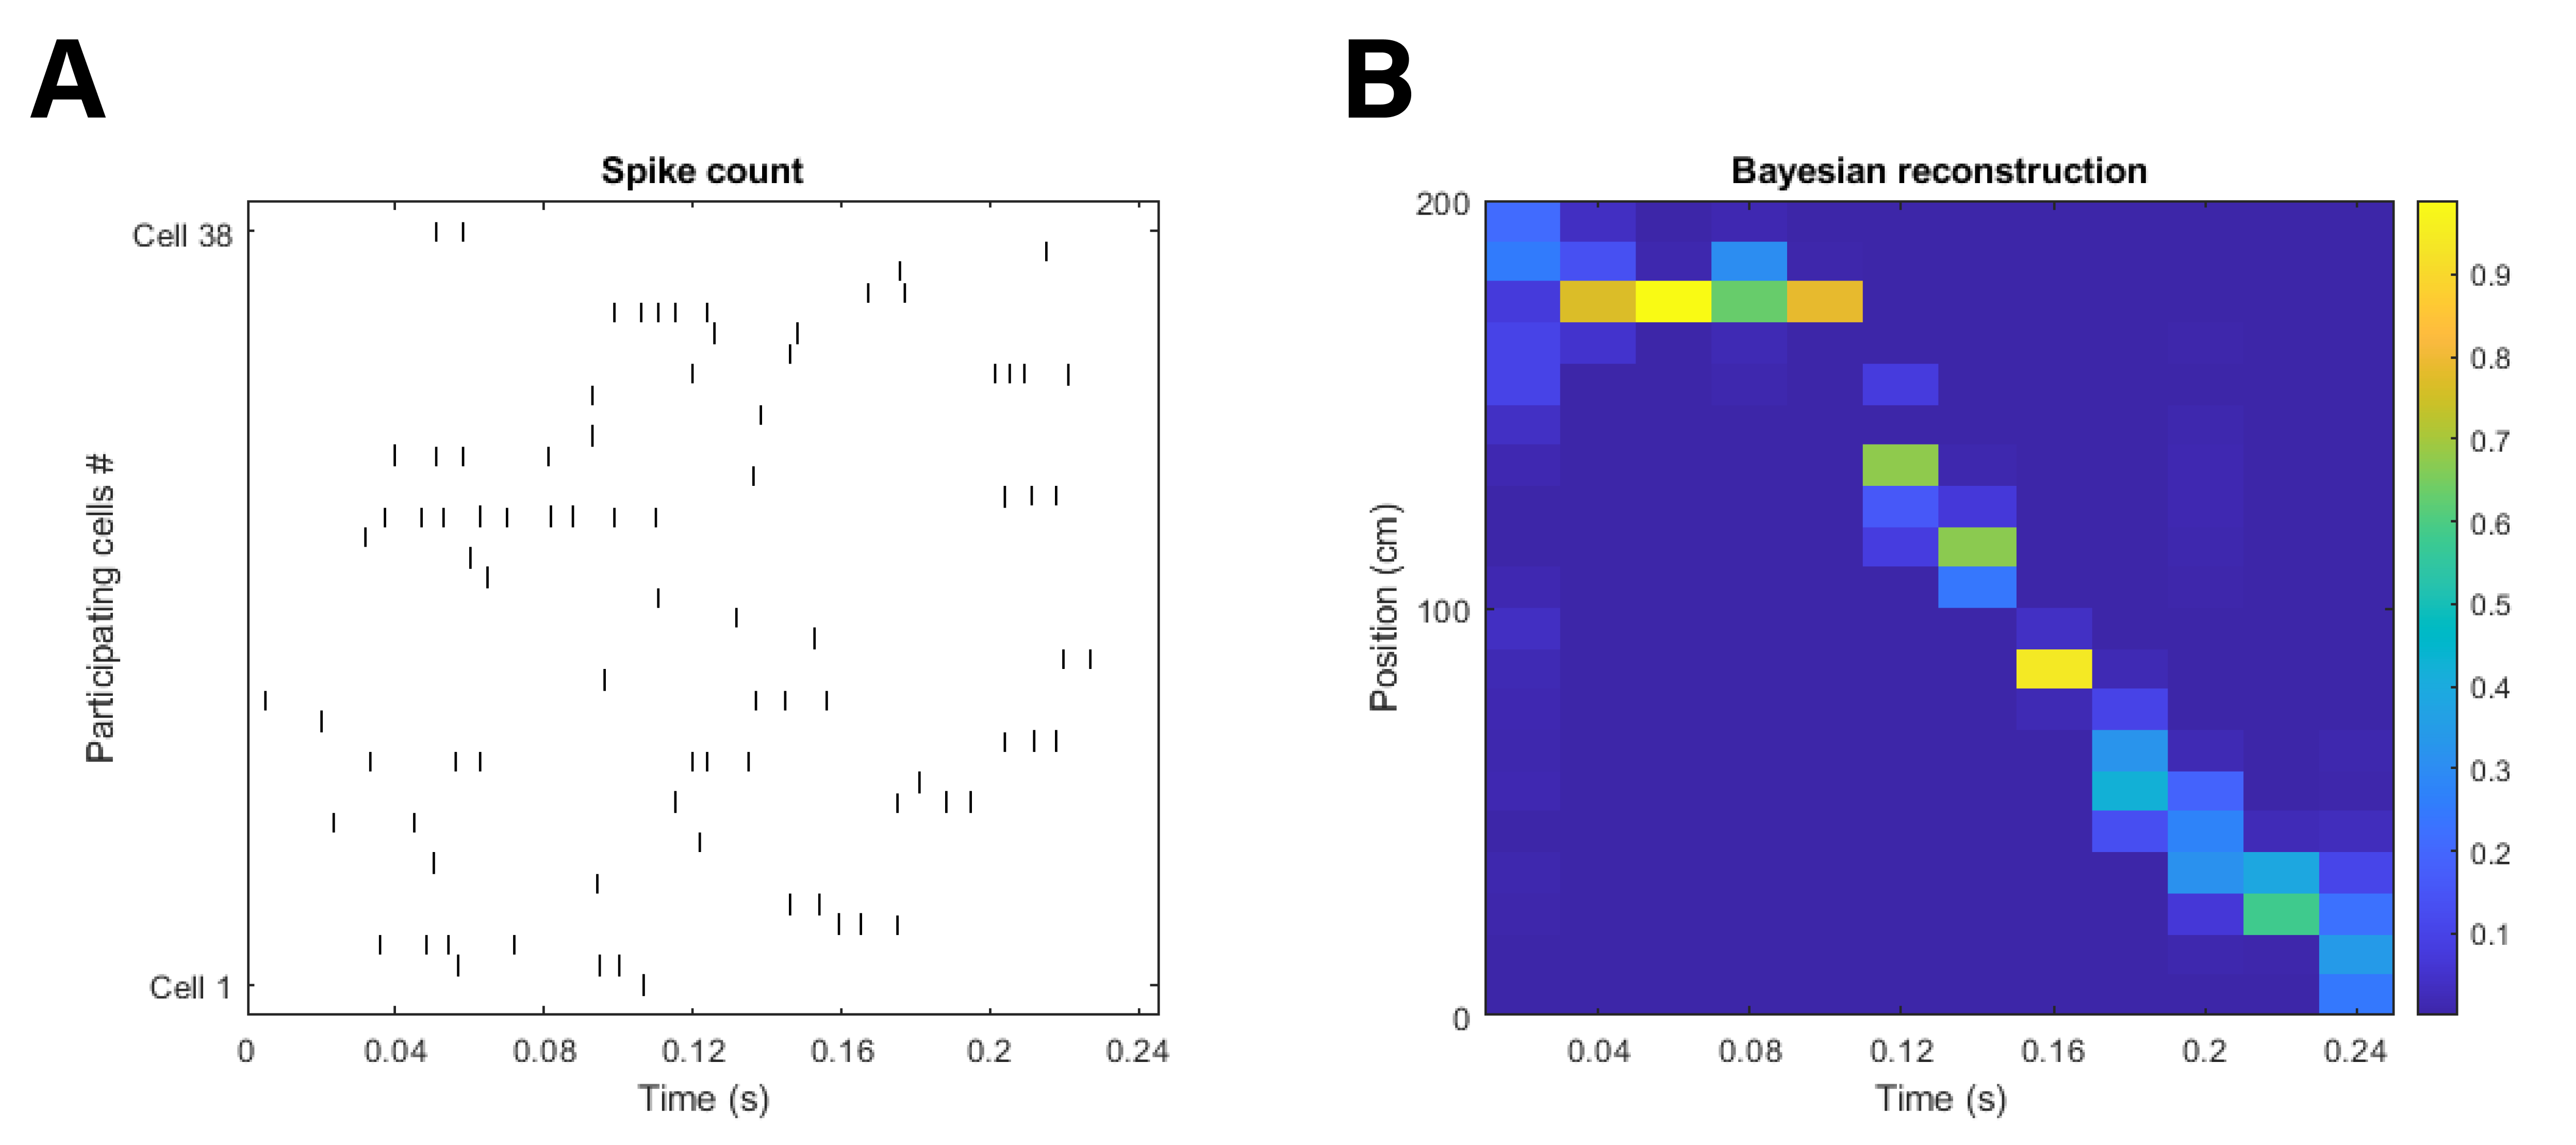 A
B
Spike count
Bayesian reconstruction
Cell 38
Cell 1
Participating cells #
0 0.04 0.08 0.12 0.16 0.2 0.24
Time (s)
200
100
0
Position (cm)
0.04 0.08 0.12 0.16 0.2 0.24
Time (s)
0.9
0.8
0.7
0.6
0.5
0.4
0.3
0.2
0.1